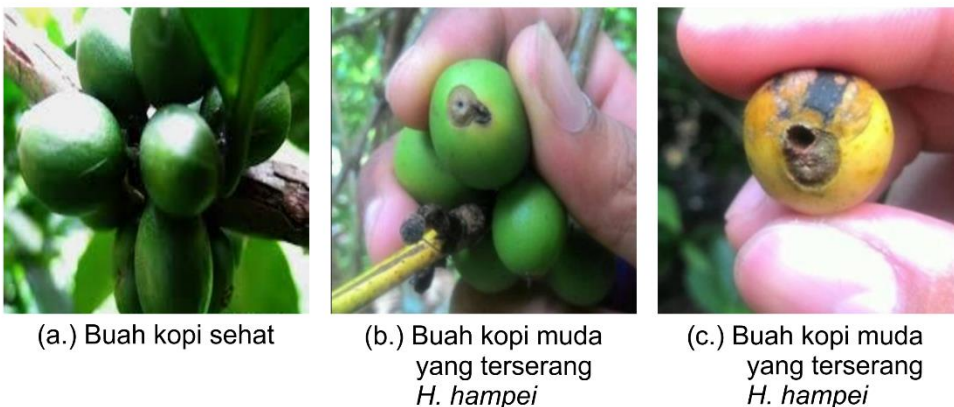 (a.) Buah kopi sehat
(b.) Buah kopi muda
yang terserang
H. hampei
(c.) Buah kopi muda
yang terserang
H. hampei